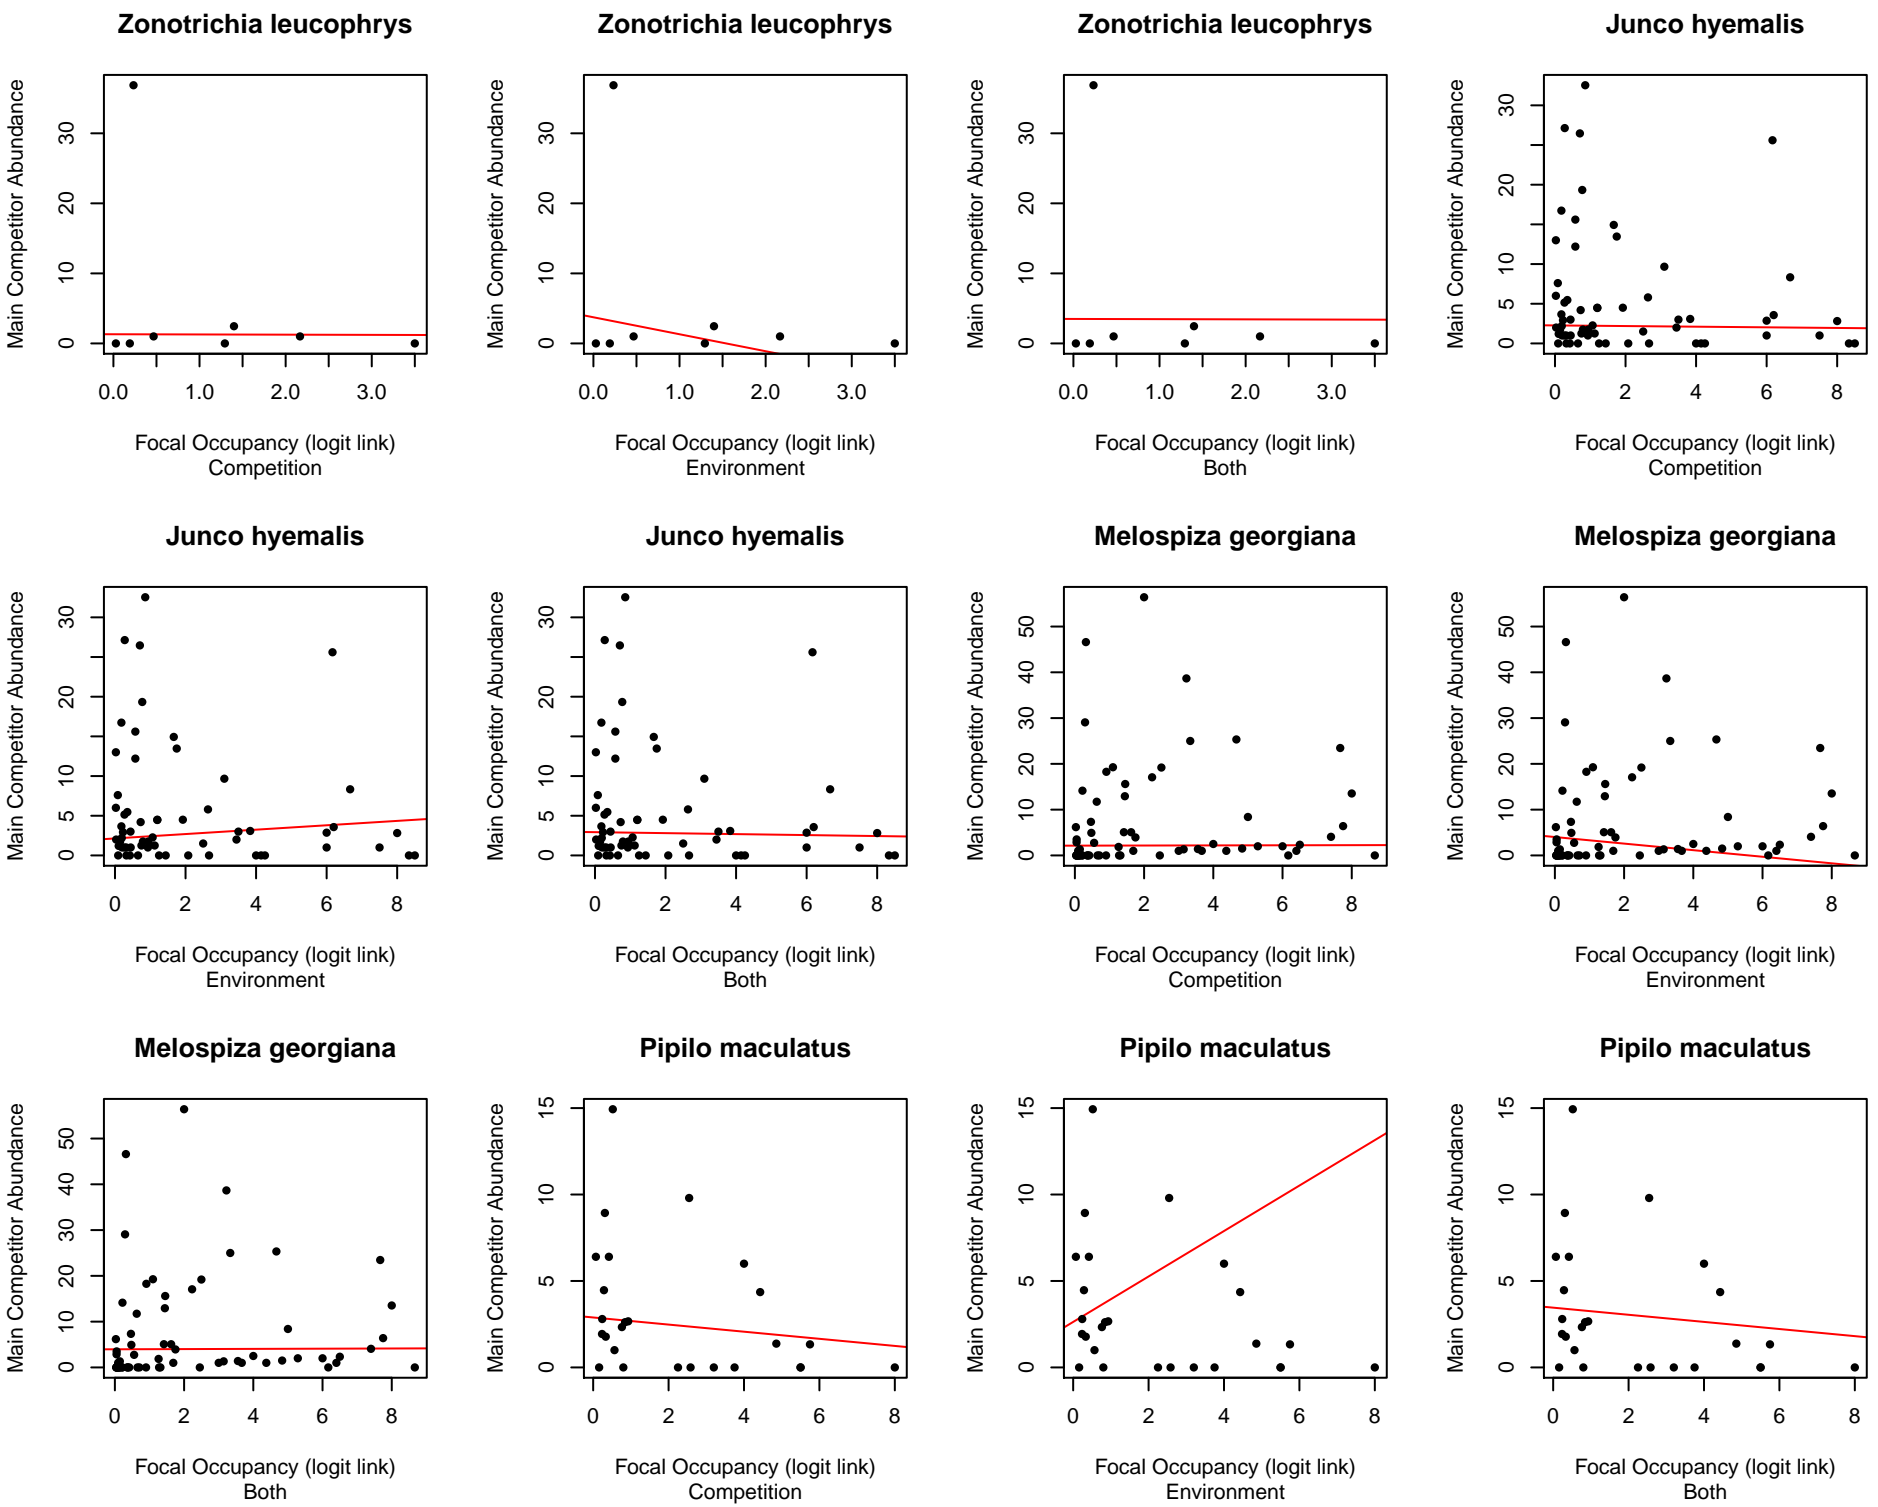 Zonotrichia leucophrys
Main Competitor Abundance
0 10 20 30
0.0 1.0 2.0 3.0
Focal Occupancy (logit link)
Competition
Zonotrichia leucophrys
Main Competitor Abundance
0 10 20 30
0.0 1.0 2.0 3.0
Focal Occupancy (logit link)
Environment
Zonotrichia leucophrys
Main Competitor Abundance
0 10 20 30
0.0 1.0 2.0 3.0
Focal Occupancy (logit link)
Both
Junco hyemalis
Main Competitor Abundance
0 5 10 20 30
0 2 4 6 8
Focal Occupancy (logit link)
Competition
Junco hyemalis
Main Competitor Abundance
0 5 10 20 30
0 2 4 6 8
Focal Occupancy (logit link)
Environment
Junco hyemalis
Main Competitor Abundance
0 5 10 20 30
0 2 4 6 8
Focal Occupancy (logit link)
Both
Melospiza georgiana
Main Competitor Abundance
0 10 20 30 40 50
0 2 4 6 8
Focal Occupancy (logit link)
Competition
Melospiza georgiana
Main Competitor Abundance
0 10 20 30 40 50
0 2 4 6 8
Focal Occupancy (logit link)
Environment
Melospiza georgiana
Main Competitor Abundance
0 10 20 30 40 50
0 2 4 6 8
Focal Occupancy (logit link)
Both
Pipilo maculatus
Main Competitor Abundance
0 5 10 15
0 2 4 6 8
Focal Occupancy (logit link)
Competition
Pipilo maculatus
Main Competitor Abundance
0 5 10 15
0 2 4 6 8
Focal Occupancy (logit link)
Environment
Pipilo maculatus
Main Competitor Abundance
0 5 10 15
0 2 4 6 8
Focal Occupancy (logit link)
Both